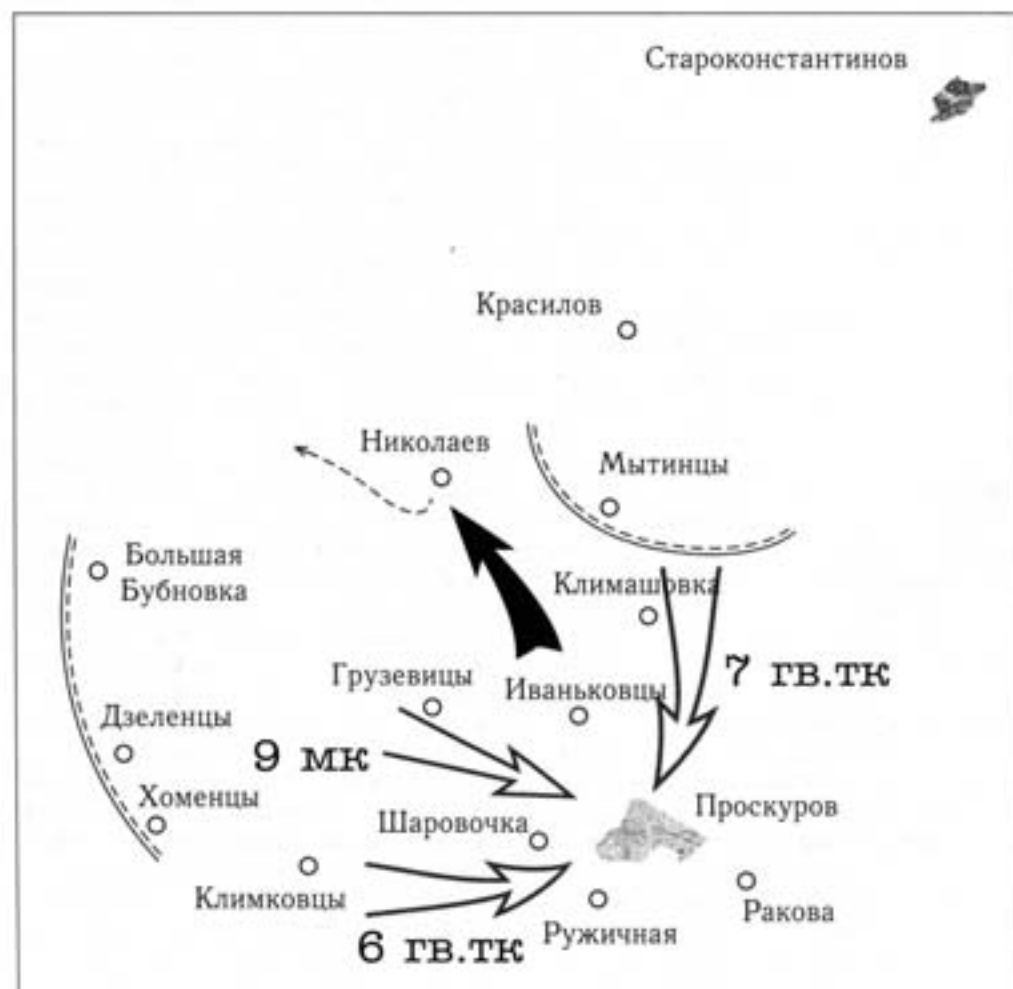 Староконстантинов
Красилов
Николаев
Мытинцы
Большая
Бубновка
Климашовка
Грузевицы
Иваньковцы
7 гв.тк
Дзеленцы
9 мк
Хоменцы
Проскуров
Шаровочка
Климковцы
Ракова
Ружичная
6 гв.тк